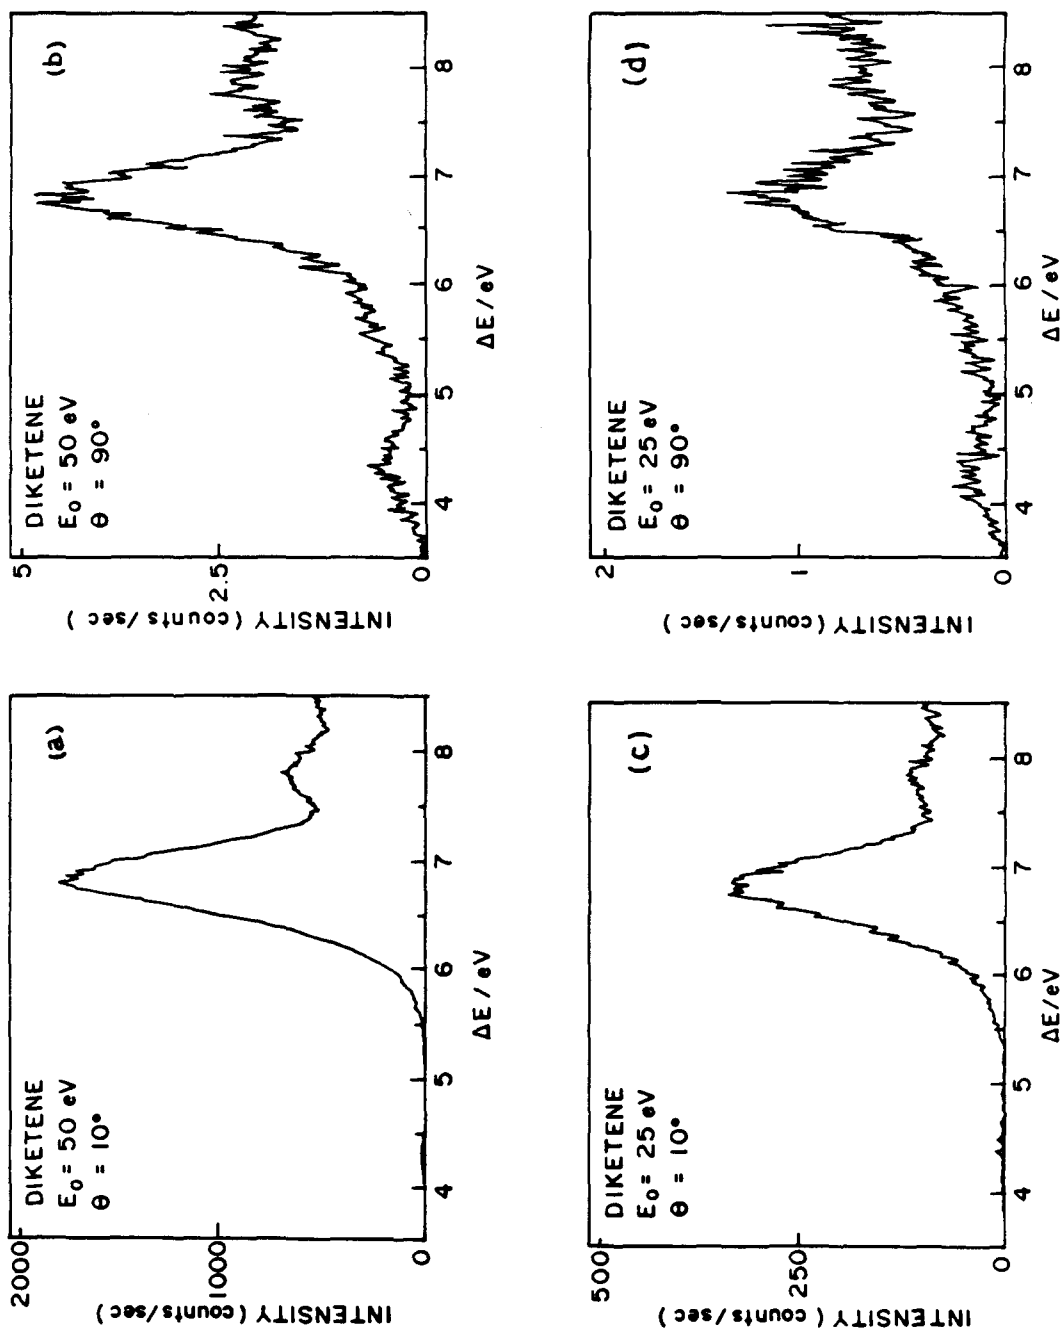 (a)
DIKETENE
E₀ = 50 eV
θ = 10°
2000
1000
0
INTENSITY ( counts/sec )
4
5
6
7
8
ΔE / eV
(b)
DIKETENE
E₀ = 50 eV
θ = 90°
5
2.5
0
INTENSITY ( counts/sec )
4
5
6
7
8
ΔE / eV
(c)
DIKETENE
E₀ = 25 eV
θ = 10°
500
250
0
INTENSITY ( counts/sec )
4
5
6
7
8
ΔE / eV
(d)
DIKETENE
E₀ = 25 eV
θ = 90°
2
1
0
INTENSITY ( counts/sec )
4
5
6
7
8
ΔE / eV